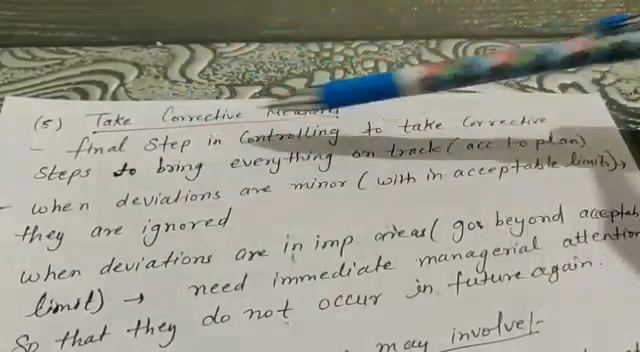 (5) Take Corrective
- final step in Controlling to take corrective
steps to bring everything on track (acc to plan)
- when deviations are minor (with in acceptable limit),
they are ignored
when deviations are in imp areas (goes beyond acceptab
limit) → need immediate managerial attention
So that they do not occur in future again.
may involve:-